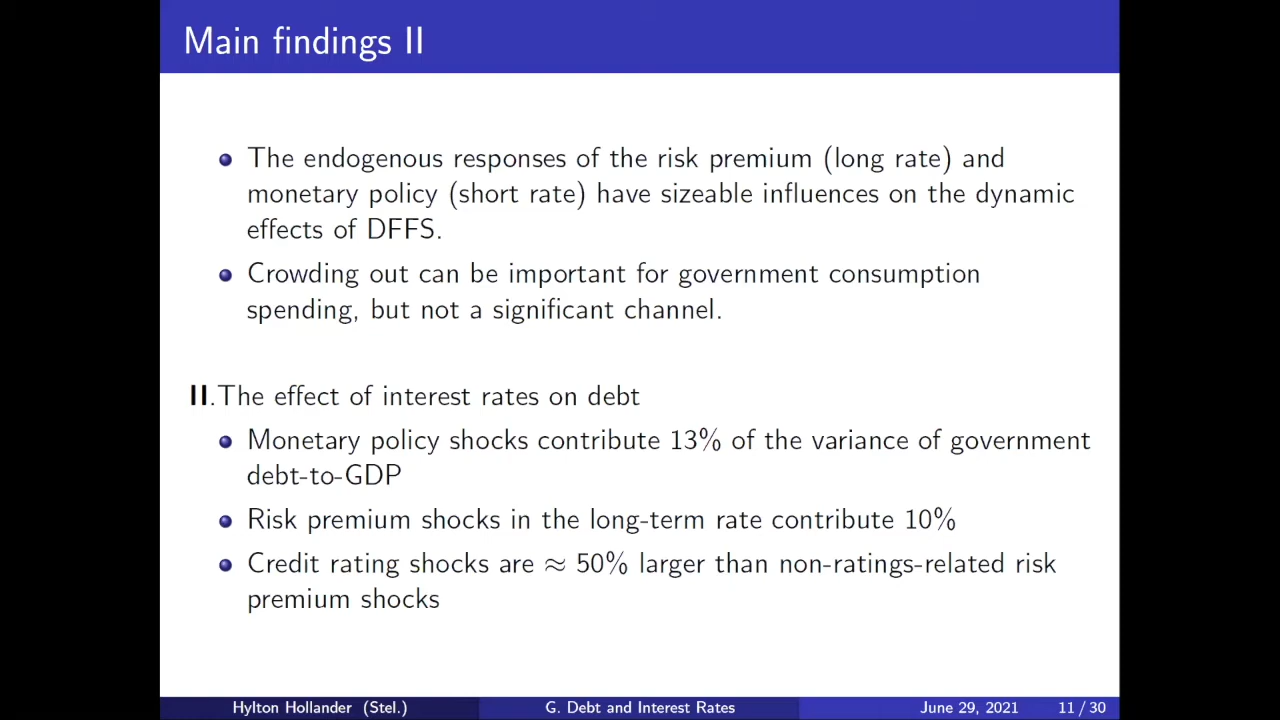 Main findings II
The endogenous responses of the risk premium (long rate) and
monetary policy (short rate) have sizeable influences on the dynamic
effects of DFFS.
Crowding out can be important for government consumption
spending, but not a significant channel.
II.The effect of interest rates on debt
Monetary policy shocks contribute 13% of the variance of government
debt-to-GDP
Risk premium shocks in the long-term rate contribute 10%
Credit rating shocks are ≈ 50% larger than non-ratings-related risk
premium shocks
Hylton Hollander (Stel.) G. Debt and Interest Rates June 29, 2021 11 / 30